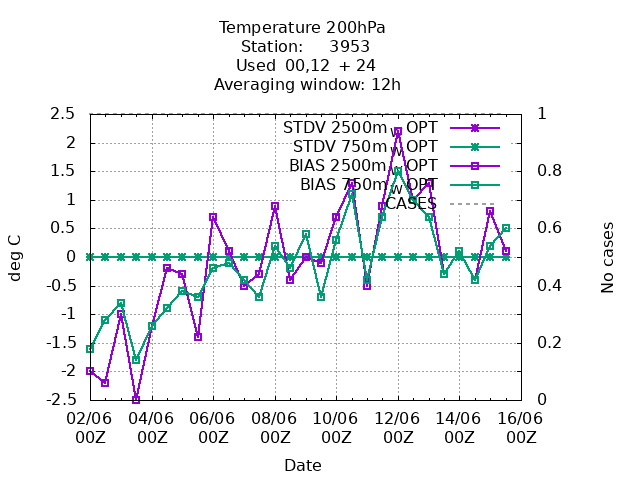 Temperature 200hPa
Station: 3953
Used 00,12 + 24
Averaging window: 12h
STDV 2500m w OPT
STDV 750m w OPT
BIAS 2500m w OPT
BIAS 750m w OPT
CASES
2.5
2
1.5
1
0.5
0
-0.5
-1
-1.5
-2
-2.5
1
0.8
0.6
0.4
0.2
0
deg C
No cases
02/06 04/06 06/06 08/06 10/06 12/06 14/06 16/06
00Z 00Z 00Z 00Z 00Z 00Z 00Z 00Z
Date